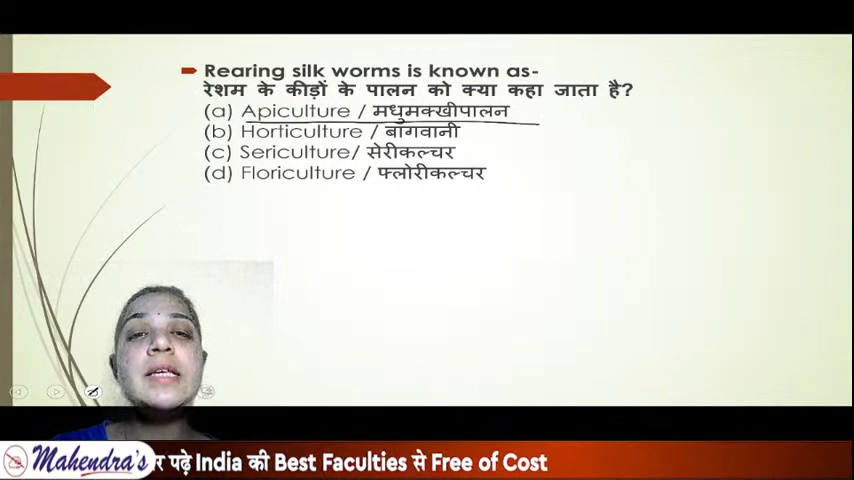 Rearing silk worms is known as-
रेशम के कीड़ों के पालन को क्या कहा जाता है?
(a) Apiculture / मधुमक्खीपालन
(b) Horticulture / बागवानी
(c) Sericulture/ सेरीकल्चर
(d) Floriculture / फ्लोरीकल्चर
Mahendra's र पढ़े India की Best Faculties से Free of Cost